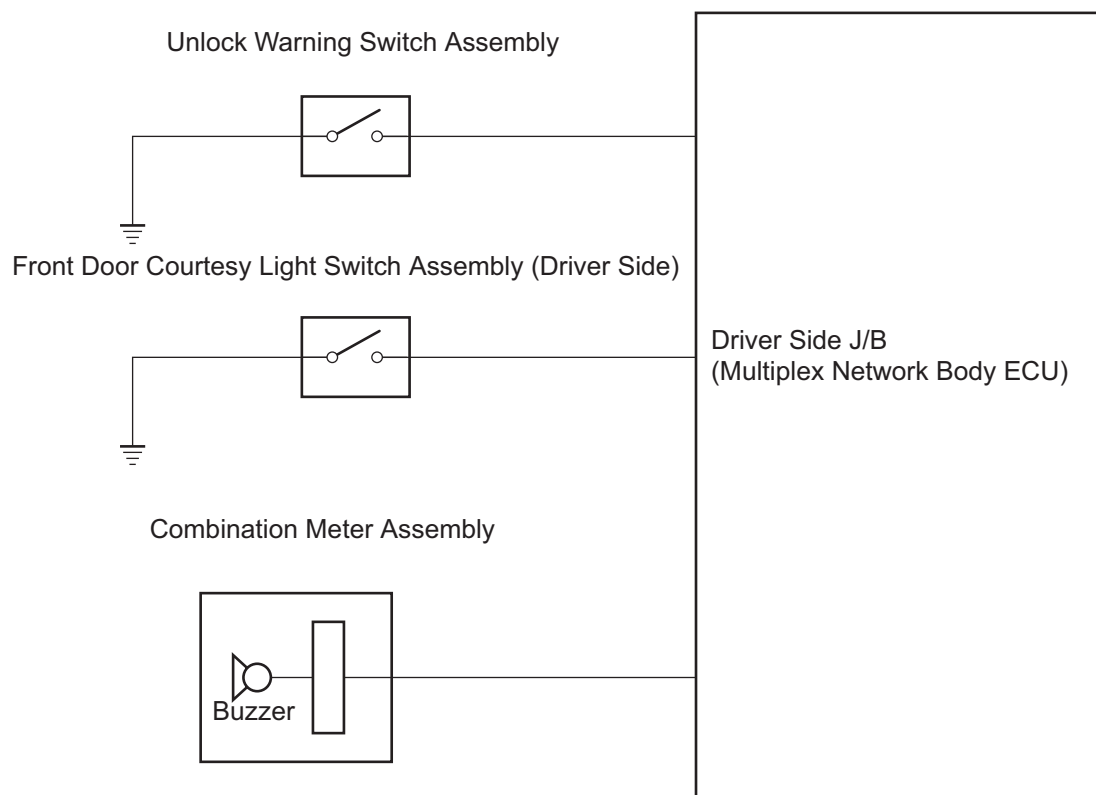 Unlock Warning Switch Assembly
Front Door Courtesy Light Switch Assembly (Driver Side)
Driver Side J/B
(Multiplex Network Body ECU)
Combination Meter Assembly
Buzzer